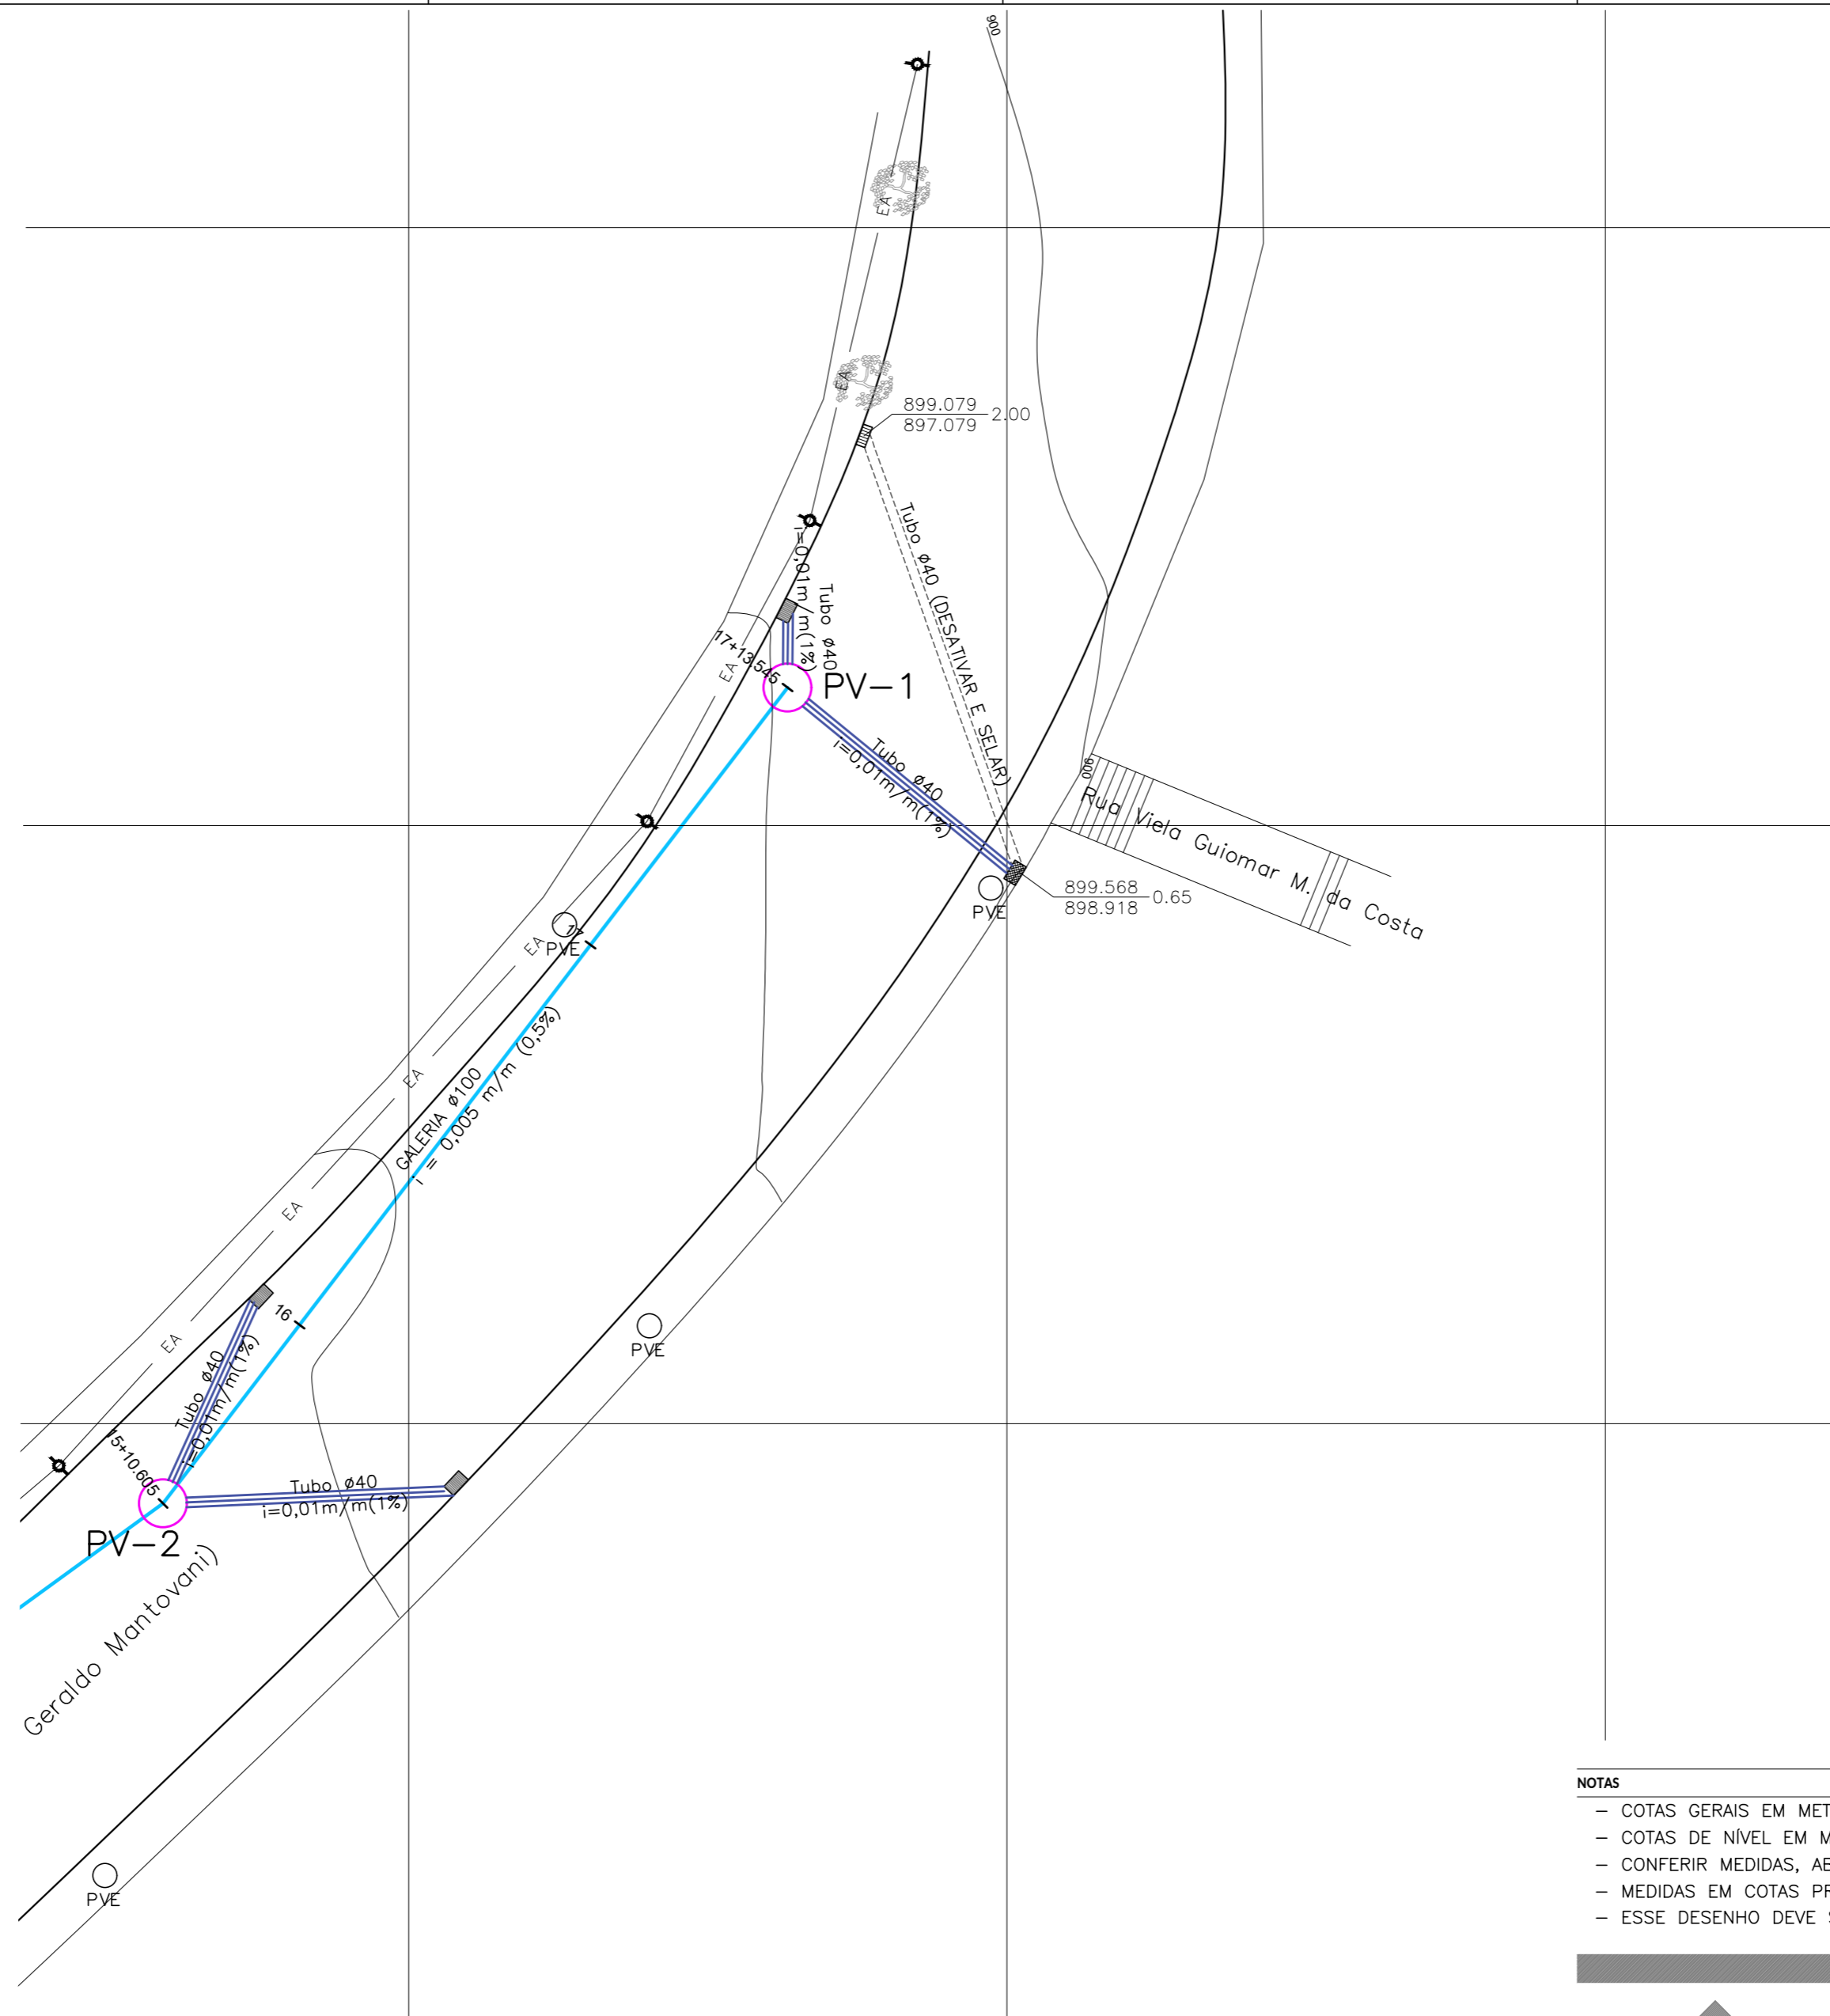 900
EA
EA
899.079
897.079
2.00
Tubo ø40 (DESATIVAR E SELAR)
i=0,01m/m(1%)
Tubo ø40
17+13.545
EA
PV-1
Tubo ø40
i=0,01m/m(1%)
900
Rua Viela Guiomar M. da Costa
899.568
898.918
0.65
PVE
17
PVE
EA
GALERIA ø100
i = 0,005 m/m (0,5%)
EA
EA
16
EA
PVE
Tubo ø40
i=0,01m/m(1%)
15+10.605
Tubo ø40
i=0,01m/m(1%)
PV-2
Geraldo Mantovani)
PVE
NOTAS
– COTAS GERAIS EM
– COTAS DE NÍVEL EM
– CONFERIR MEDIDAS,
– MEDIDAS EM COTAS
– ESSE DESENHO DEVE